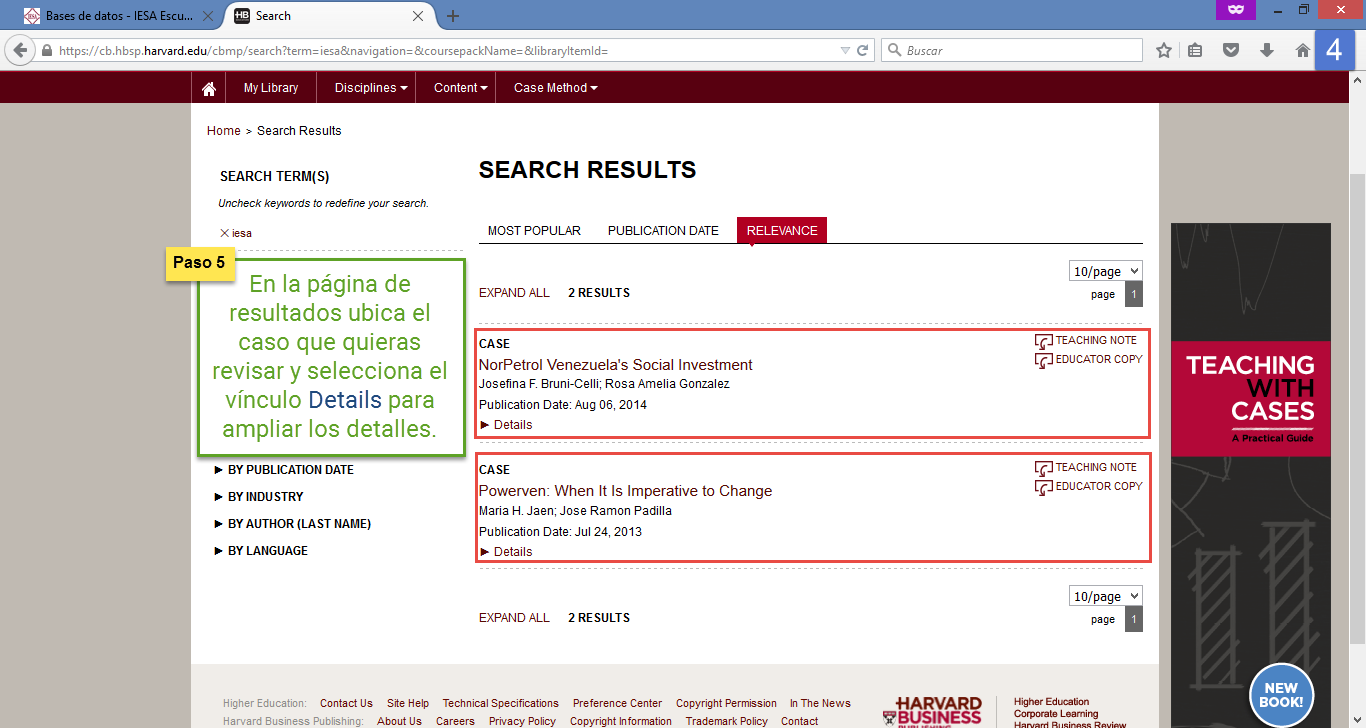 Bases de datos - IESA Escu...
HB Search
https://cb.hbsp.harvard.edu/cbmp/search?term=iesa&navigation=&coursepackName=&libraryItemId=
Buscar
4
My Library
Disciplines
Content
Case Method
Home > Search Results
SEARCH TERM(S)
Uncheck keywords to redefine your search.
iesa
Paso 5
En la página de
resultados ubica el
caso que quieras
revisar y selecciona el
vínculo Details para
ampliar los detalles.
BY PUBLICATION DATE
BY INDUSTRY
BY AUTHOR (LAST NAME)
BY LANGUAGE
SEARCH RESULTS
MOST POPULAR
PUBLICATION DATE
RELEVANCE
10/page
EXPAND ALL 2 RESULTS
page 1
CASE
NorPetrol Venezuela's Social Investment
Josefina F. Bruni-Celli; Rosa Amelia Gonzalez
Publication Date: Aug 06, 2014
Details
TEACHING NOTE
EDUCATOR COPY
CASE
Powerven: When It Is Imperative to Change
Maria H. Jaen; Jose Ramon Padilla
Publication Date: Jul 24, 2013
Details
TEACHING NOTE
EDUCATOR COPY
10/page
EXPAND ALL 2 RESULTS
page 1
TEACHING
WITH
CASES
A Practical Guide
NEW
BOOK!
Higher Education: Contact Us Site Help Technical Specifications Preference Center Copyright Permission In The News
Harvard Business Publishing: About Us Careers Privacy Policy Copyright Information Trademark Policy Contact
HARVARD
BUSINESS
Higher Education
Corporate Learning
Harvard Business Review